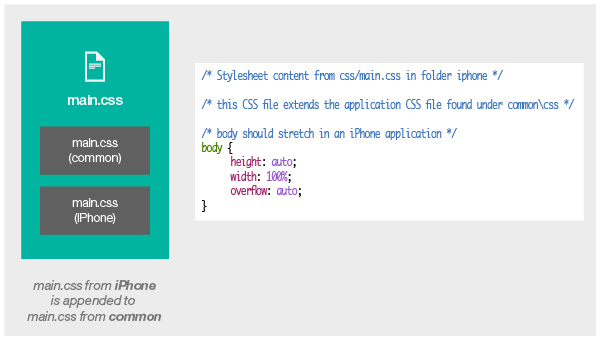 main.css
main.css
(common)
main.css
(iPhone)
main.css from iPhone
is appended to
main.css from common
/* Stylesheet content from css/main.css in folder iphone */
/* this CSS file extends the application CSS file found under common\css */
/* body should stretch in an iPhone application */
body {
height: auto;
width: 100%;
overflow: auto;
}